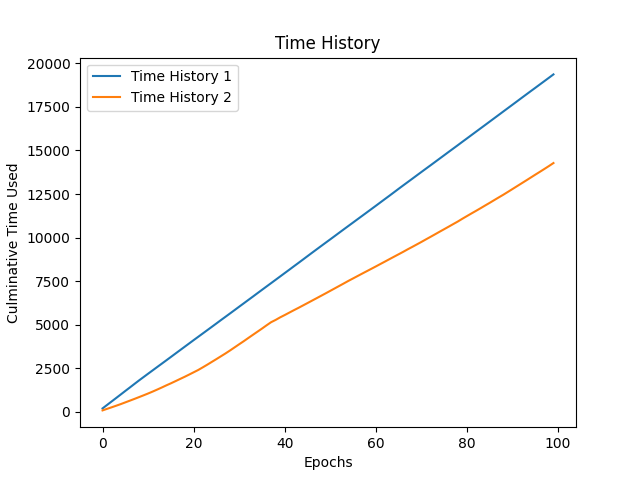 Time History
Time History 1
Time History 2
Culminative Time Used
20000
17500
15000
12500
10000
7500
5000
2500
0
0 20 40 60 80 100
Epochs